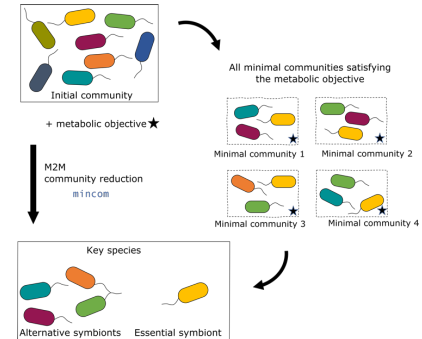 Initial community
All minimal communities satisfying
the metabolic objective
+ metabolic objective
Minimal community 1
Minimal community 2
M2M
community reduction
mincom
Minimal community 3
Minimal community 4
Key species
Alternative symbionts
Essential symbiont